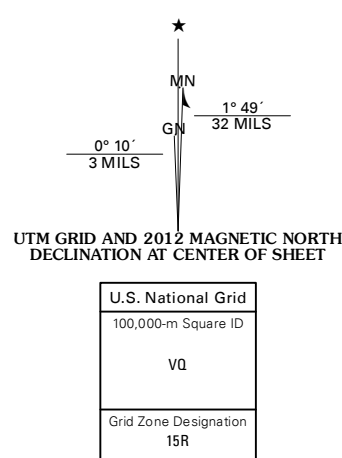 ★
MN
1° 49´
32 MILS
GN
0° 10´
3 MILS
UTM GRID AND 2012 MAGNETIC NORTH
DECLINATION AT CENTER OF SHEET
U.S. National Grid
100,000-m Square ID
VQ
Grid Zone Designation
15R